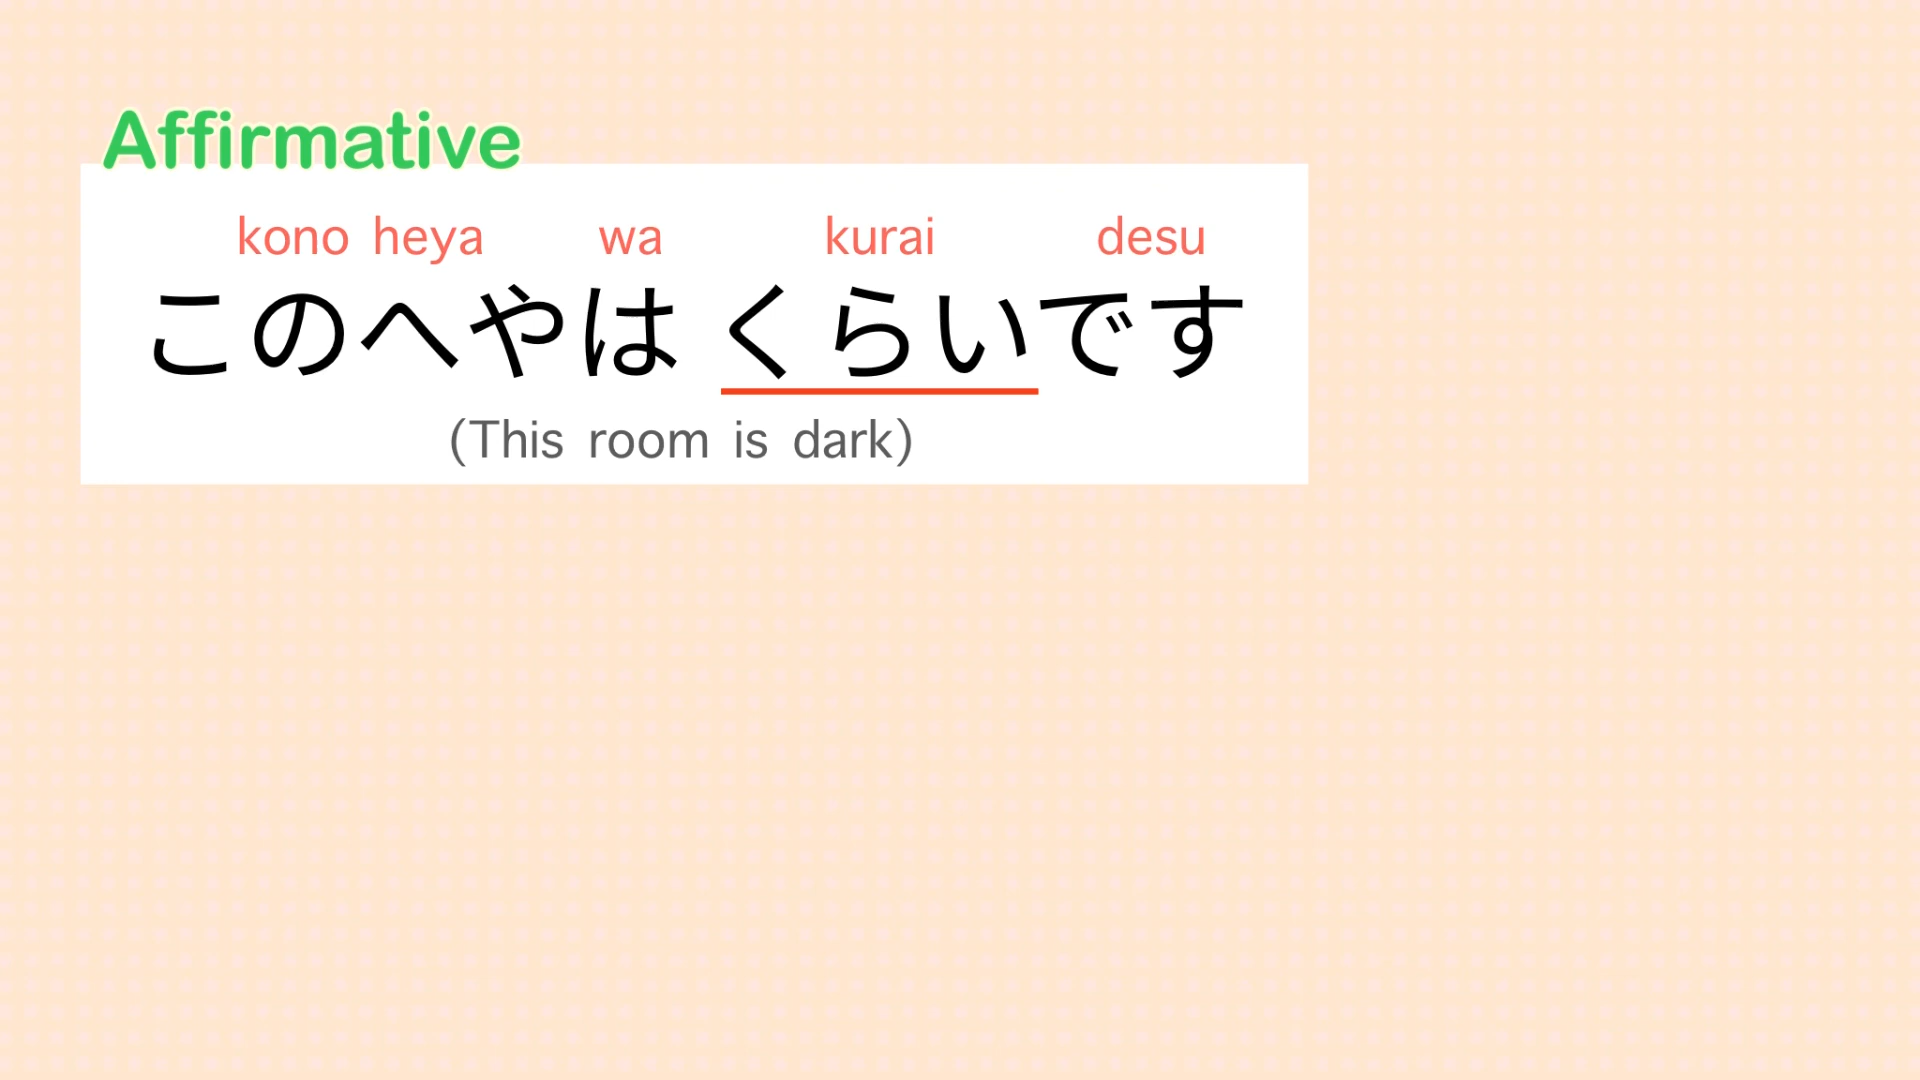 Affirmative
kono heya wa kurai desu
このへやは くらいです
(This room is dark)